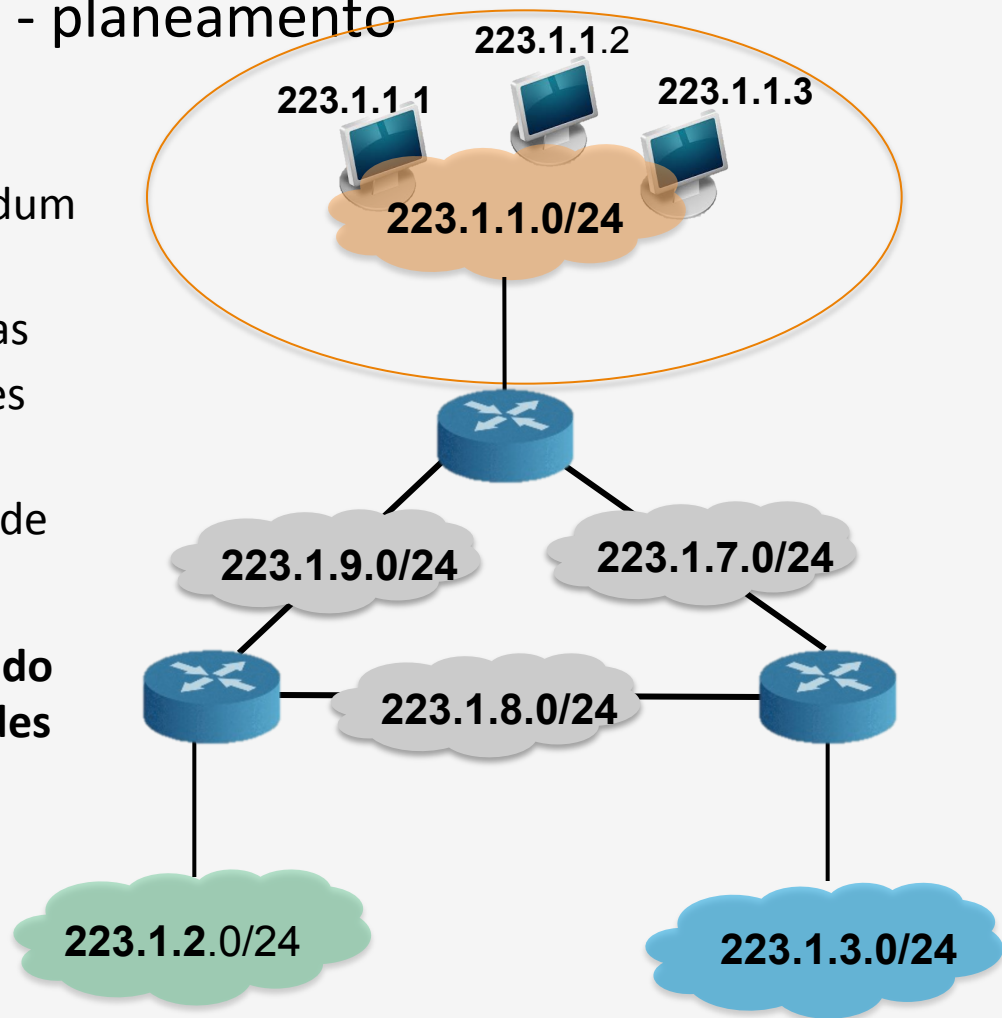 - planeamento
223.1.1.2
223.1.1.1
223.1.1.3
dum
223.1.1.0/24
as
es
de
223.1.9.0/24
223.1.7.0/24
do
les
223.1.8.0/24
223.1.2.0/24
223.1.3.0/24